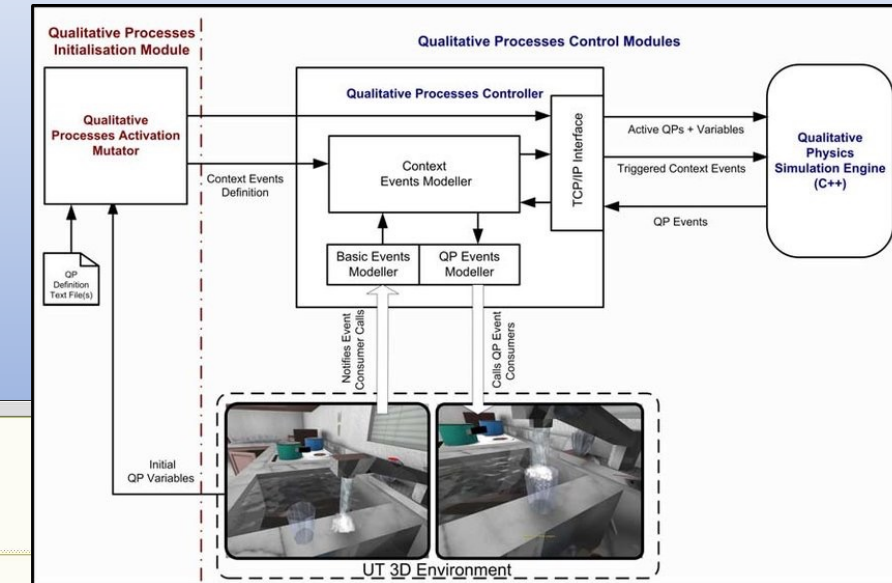 Qualitative Processes
Initialisation Module
Qualitative Processes Control Modules
Qualitative
Processes Activation
Mutator
QP
Definition
Text File(s)
Initial
QP Variables
Context Events
Definition
Qualitative Processes Controller
Context
Events Modeller
Basic Events
Modeller
QP Events
Modeller
TCP/IP Interface
Active QPs + Variables
Triggered Context Events
QP Events
Qualitative
Physics
Simulation Engine
(C++)
Notifies Event
Consumer Calls
Calls QP Event
Consumers
UT 3D Environment